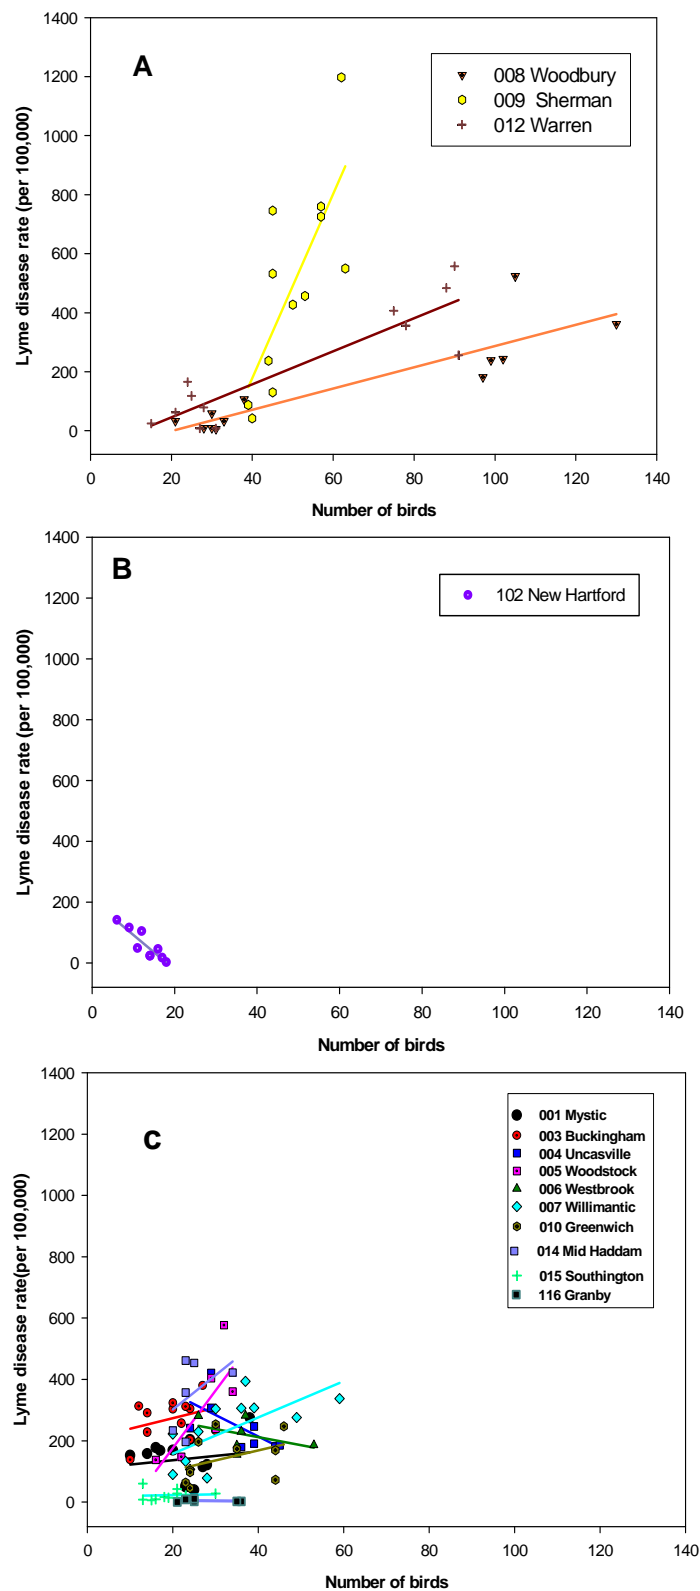 A
008 Woodbury
009 Sherman
012 Warren
Lyme disaese rate (per 100,000)
1400
1200
1000
800
600
400
200
0
0 20 40 60 80 100 120 140
Number of birds
B
102 New Hartford
Lyme disease rate (per 100,000)
1400
1200
1000
800
600
400
200
0
0 20 40 60 80 100 120 140
Number of birds
c
001 Mystic
003 Buckingham
004 Uncasville
005 Woodstock
006 Westbrook
007 Willimantic
010 Greenwich
014 Mid Haddam
015 Southington
116 Granby
Lyme disease rate(per 100,000)
1400
1200
1000
800
600
400
200
0
0 20 40 60 80 100 120 140
Number of birds